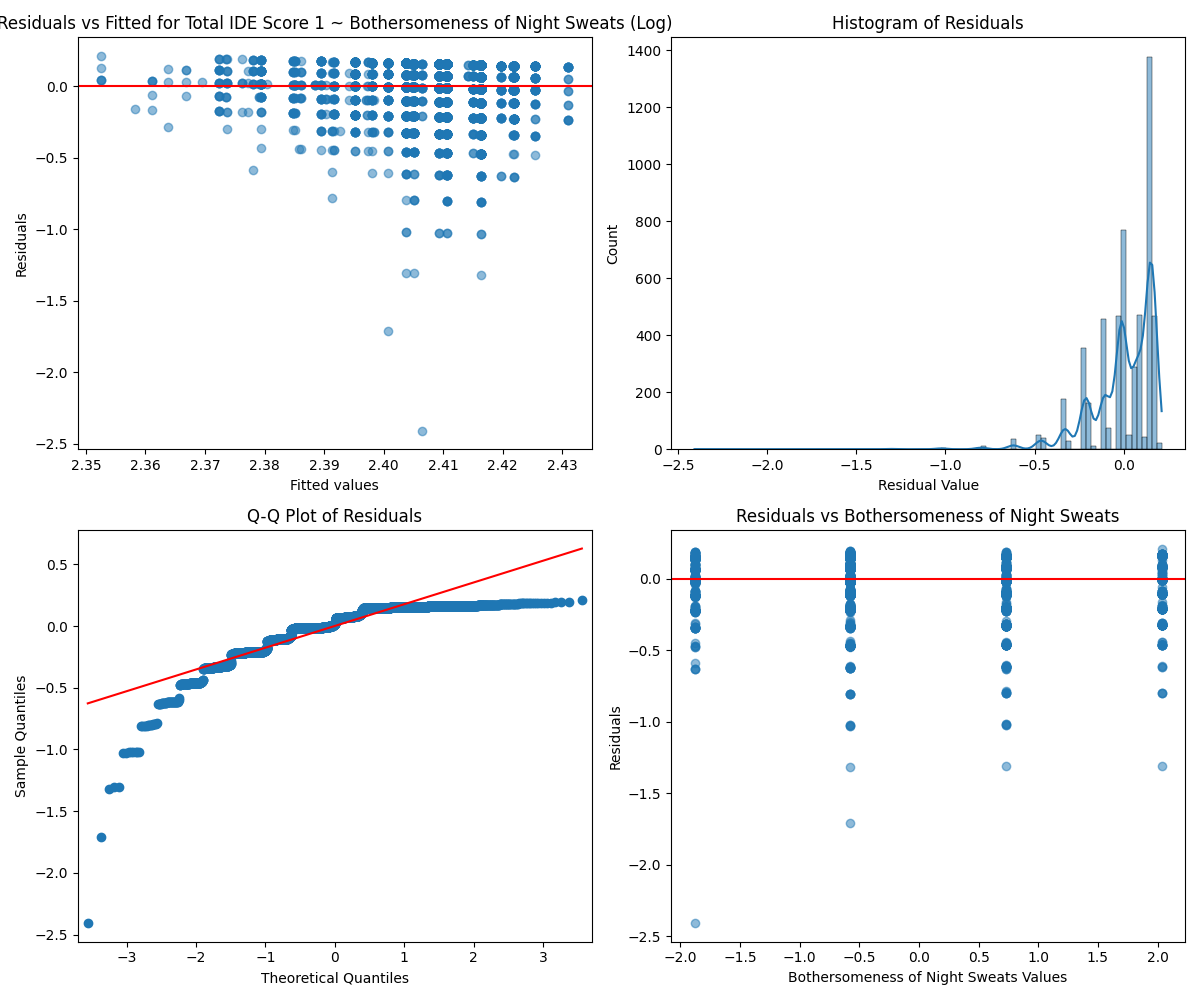 Residuals vs Fitted for Total IDE Score 1 ~ Bothersomeness of Night Sweats (Log)
0.0
−0.5
−1.0
−1.5
−2.0
−2.5
Residuals
2.35 2.36 2.37 2.38 2.39 2.40 2.41 2.42 2.43
Fitted values
Histogram of Residuals
1400
1200
1000
800
600
400
200
0
Count
−2.5 −2.0 −1.5 −1.0 −0.5 0.0
Residual Value
Q-Q Plot of Residuals
0.5
0.0
−0.5
−1.0
−1.5
−2.0
−2.5
Sample Quantiles
−3 −2 −1 0 1 2 3
Theoretical Quantiles
Residuals vs Bothersomeness of Night Sweats
0.0
−0.5
−1.0
−1.5
−2.0
−2.5
Residuals
−2.0 −1.5 −1.0 −0.5 0.0 0.5 1.0 1.5 2.0
Bothersomeness of Night Sweats Values